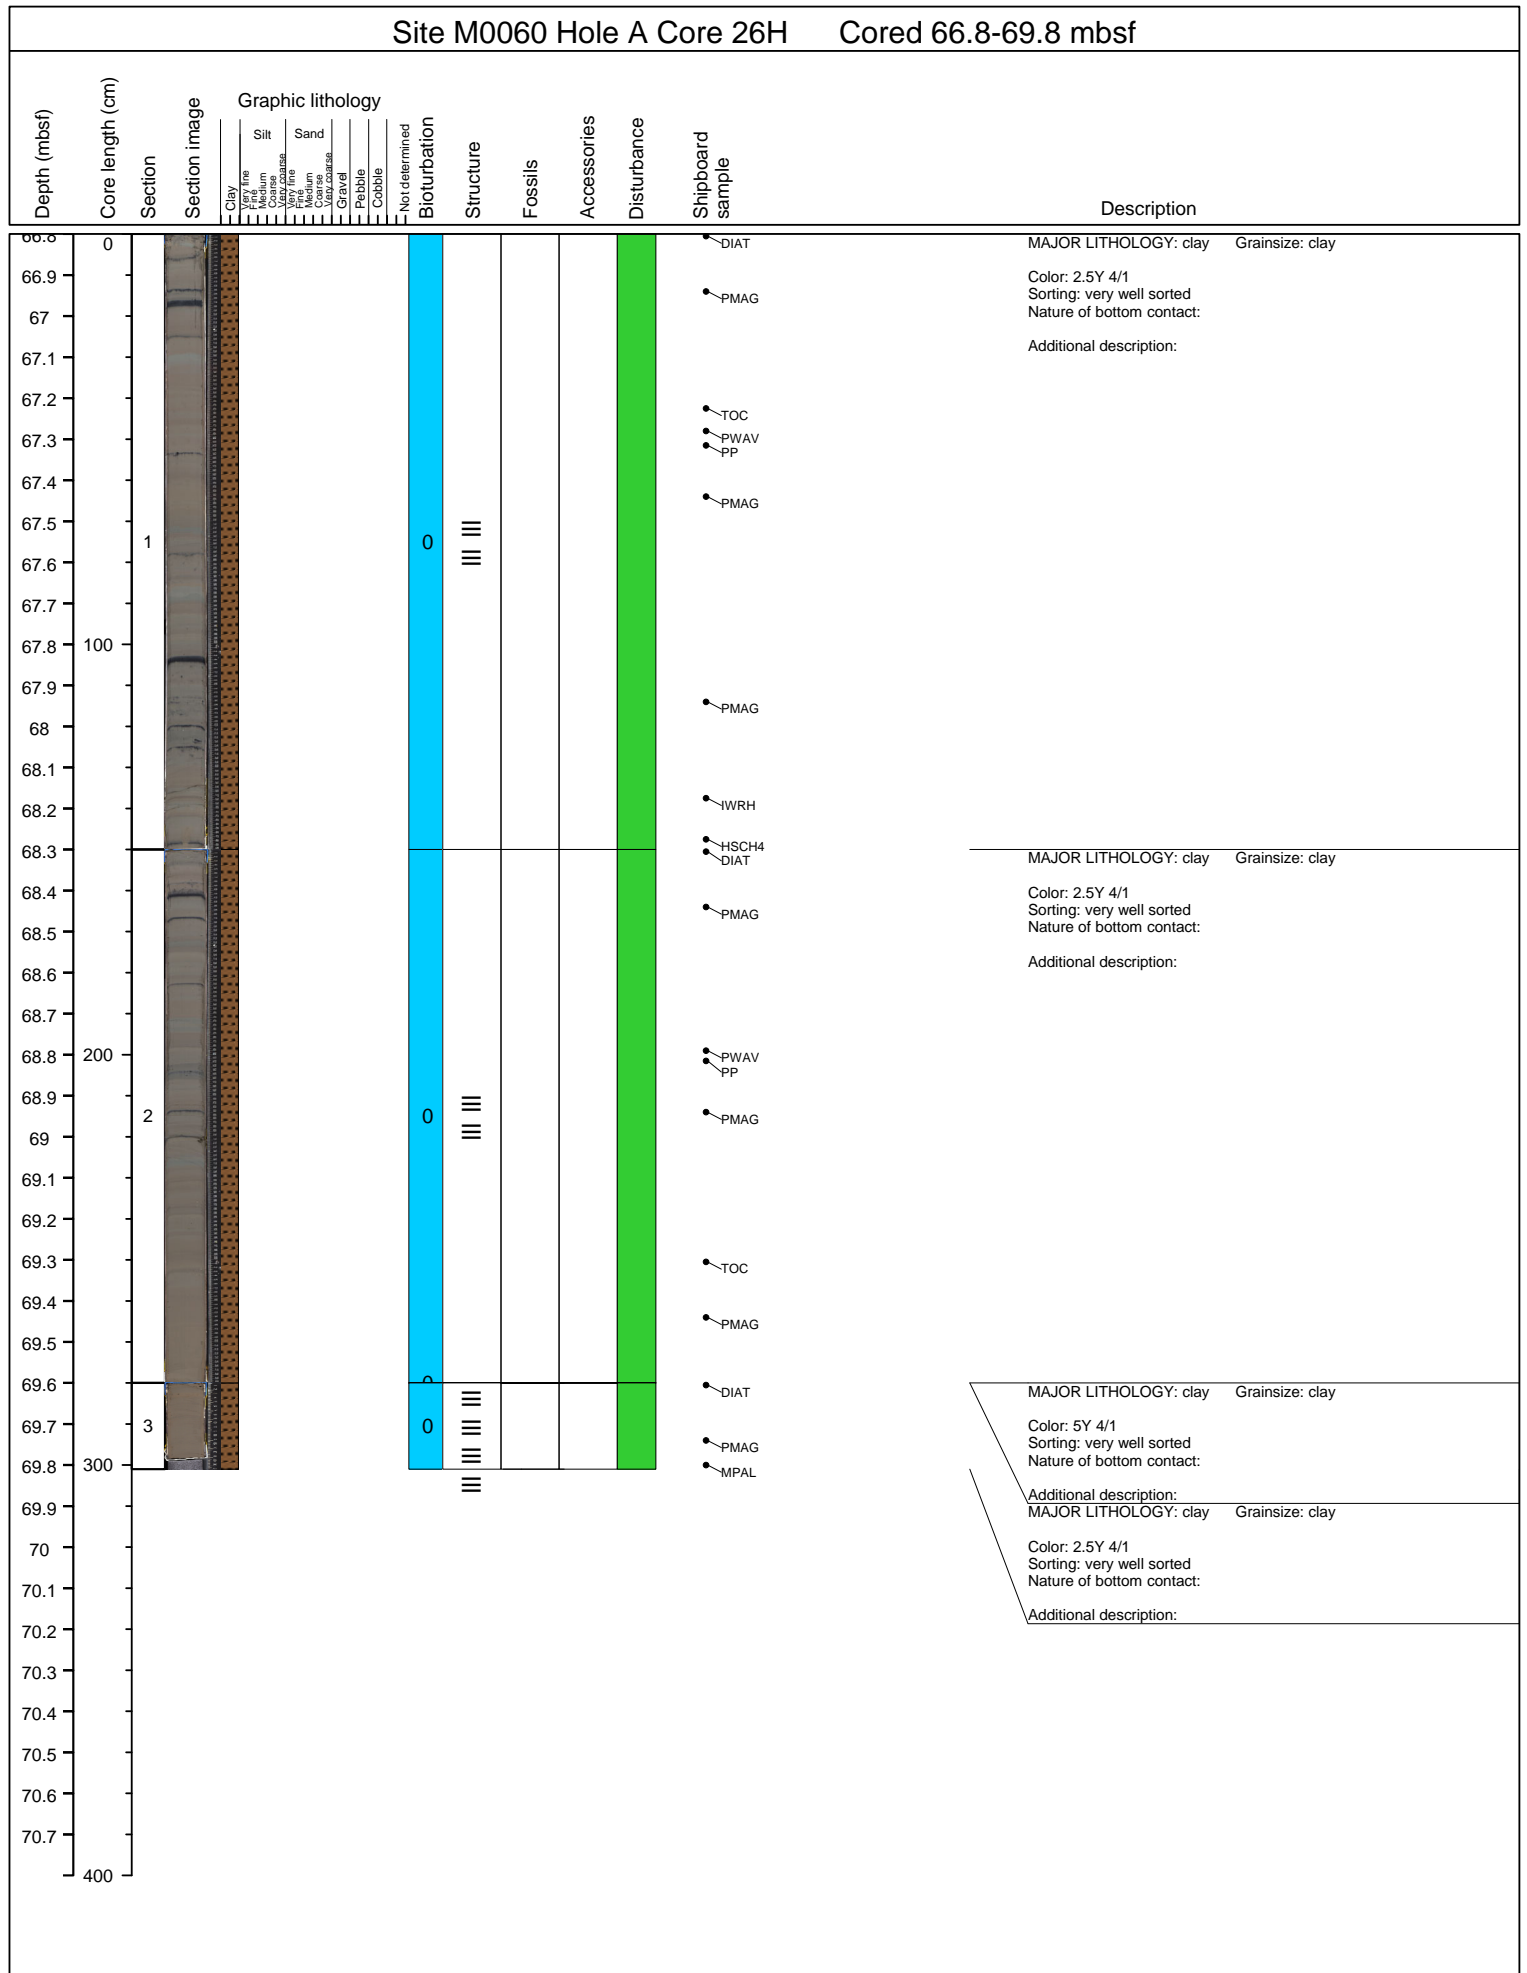 Site M0060 Hole A Core 26H Cored 66.8-69.8 mbsf
Depth (mbsf)
Core length (cm)
Section
Section image
Graphic lithology
Clay
Silt
Very fine
Fine
Medium
Coarse
Very coarse
Sand
Very fine
Fine
Medium
Coarse
Very coarse
Gravel
Pebble
Cobble
Not determined
Bioturbation
Structure
Fossils
Accessories
Disturbance
Shipboard
sample
Description
66.8
66.9
67
67.1
67.2
67.3
67.4
67.5
67.6
67.7
67.8
67.9
68
68.1
68.2
68.3
68.4
68.5
68.6
68.7
68.8
68.9
69
69.1
69.2
69.3
69.4
69.5
69.6
69.7
69.8
69.9
70
70.1
70.2
70.3
70.4
70.5
70.6
70.7
0
100
200
300
400
1
2
3
0
0
0
0
DIAT
PMAG
TOC
PWAV
PP
PMAG
PMAG
IWRH
HSCH4
DIAT
PMAG
PWAV
PP
PMAG
TOC
PMAG
DIAT
PMAG
MPAL
MAJOR LITHOLOGY: clay Grainsize: clay
Color: 2.5Y 4/1
Sorting: very well sorted
Nature of bottom contact:
Additional description:
MAJOR LITHOLOGY: clay Grainsize: clay
Color: 2.5Y 4/1
Sorting: very well sorted
Nature of bottom contact:
Additional description:
MAJOR LITHOLOGY: clay Grainsize: clay
Color: 5Y 4/1
Sorting: very well sorted
Nature of bottom contact:
Additional description:
MAJOR LITHOLOGY: clay Grainsize: clay
Color: 2.5Y 4/1
Sorting: very well sorted
Nature of bottom contact:
Additional description: